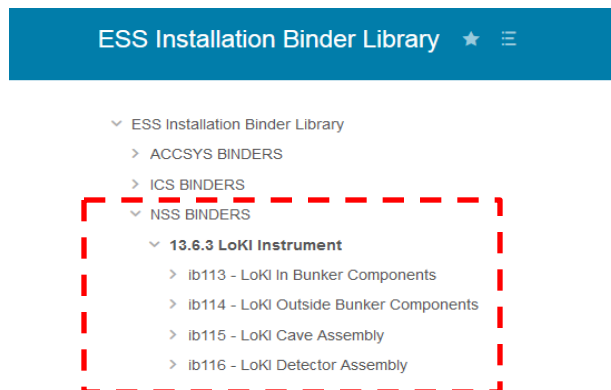 ESS Installation Binder Library
ESS Installation Binder Library
ACCSYS BINDERS
ICS BINDERS
NSS BINDERS
13.6.3 LoKI Instrument
ib113 - LoKI In Bunker Components
ib114 - LoKI Outside Bunker Components
ib115 - LoKI Cave Assembly
ib116 - LoKI Detector Assembly